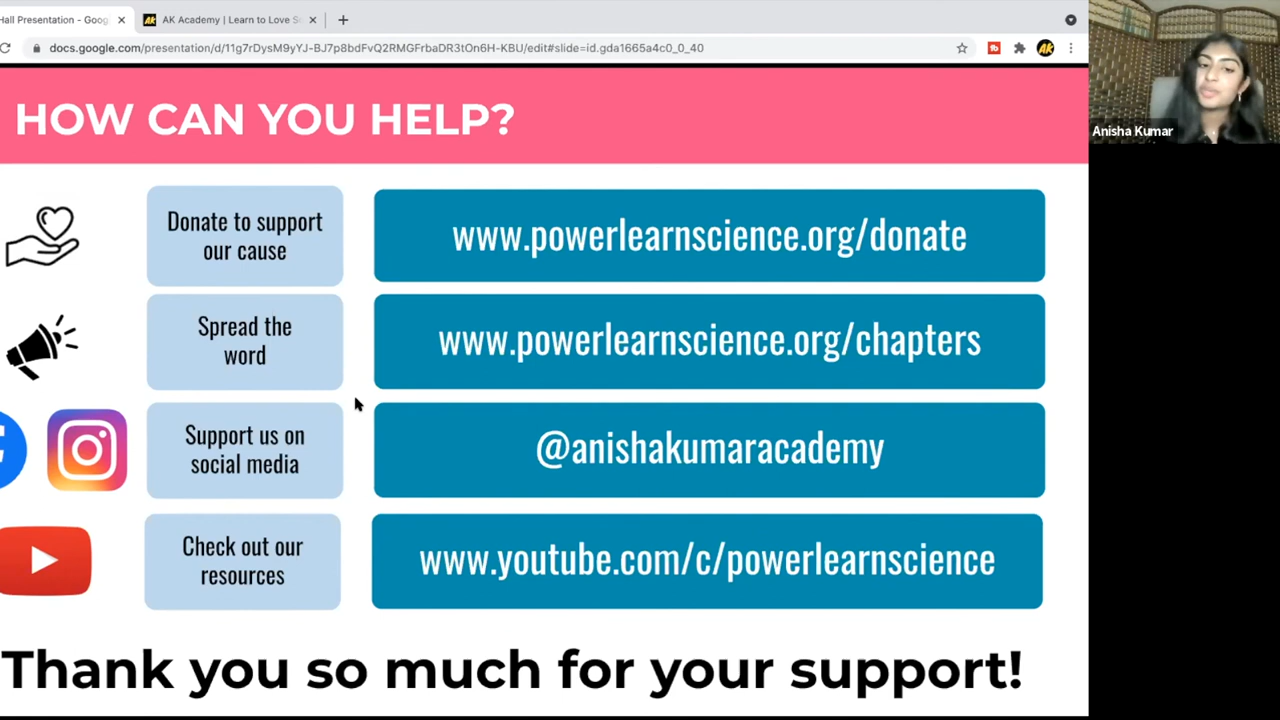 Hall Presentation - Goog
AK Academy | Learn to Love S
docs.google.com/presentation/d/11g7rDysM9yYJ-BJ7p8bdFvQ2RMGFrbaDR3tOn6H-KBU/edit#slide=id.gda1665a4c0_0_40
HOW CAN YOU HELP?
Donate to support
our cause
www.powerlearnscience.org/donate
Spread the
word
www.powerlearnscience.org/chapters
Support us on
social media
@anishakumaracademy
Check out our
resources
www.youtube.com/c/powerlearnscience
Thank you so much for your support!
Anisha Kumar